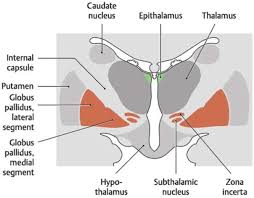 Caudate
nucleus
Epithalamus
Thalamus
Internal
capsule
Putamen
Globus
pallidus,
lateral
segment
Globus
pallidus,
medial
segment
Hypo-
thalamus
Subthalamic
nucleus
Zona
incerta